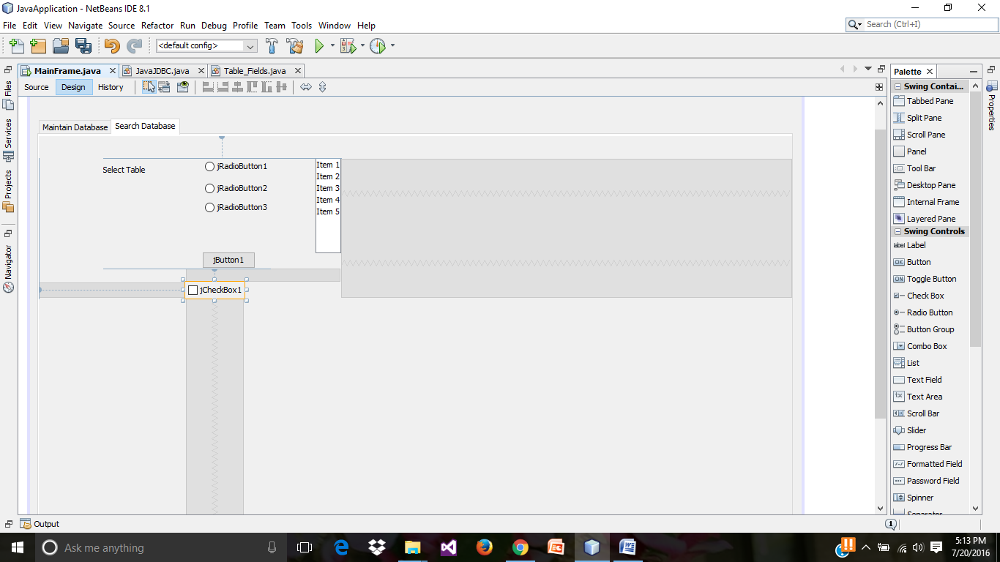 JavaApplication - NetBeans IDE 8.1
File Edit View Navigate Source Refactor Run Debug Profile Team Tools Window Help
Search (Ctrl+I)
<default config>
MainFrame.java JavaJDBC.java Table_Fields.java
Source Design History
Files
Services
Projects
Navigator
Maintain Database Search Database
Select Table
jRadioButton1
jRadioButton2
jRadioButton3
Item 1
Item 2
Item 3
Item 4
Item 5
jButton1
jCheckBox1
Palette
Swing Contai...
Tabbed Pane
Split Pane
Scroll Pane
Panel
Tool Bar
Desktop Pane
Internal Frame
Layered Pane
Swing Controls
label Label
OK Button
ON Toggle Button
Check Box
Radio Button
Button Group
Combo Box
List
Text Field
Text Area
Scroll Bar
Slider
Progress Bar
Formatted Field
Password Field
Spinner
Separator
Properties
Output
1
Ask me anything
5:13 PM
7/20/2016